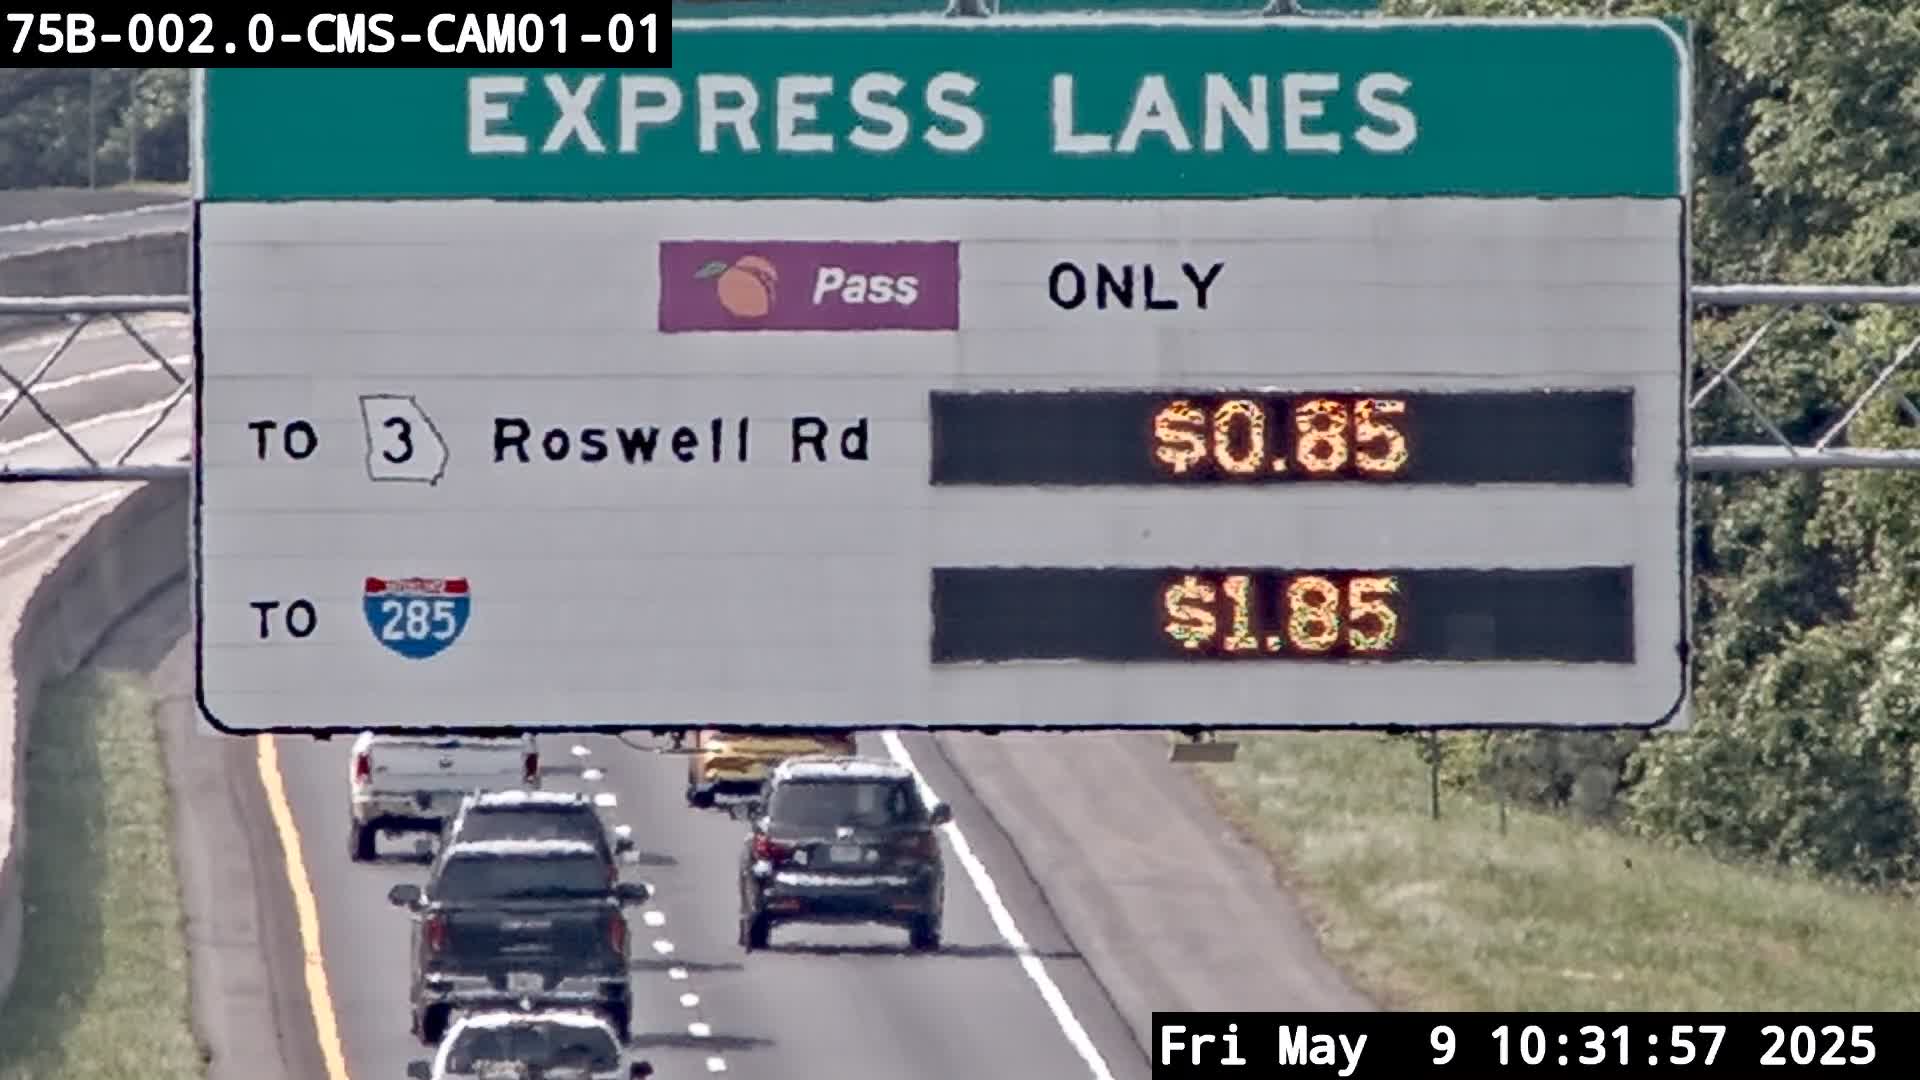 75B-002.0-CMS-CAM01-01
EXPRESS LANES
Pass ONLY
TO 3 Roswell Rd $0.85
TO 285 $1.85
Fri May 9 10:31:57 2025